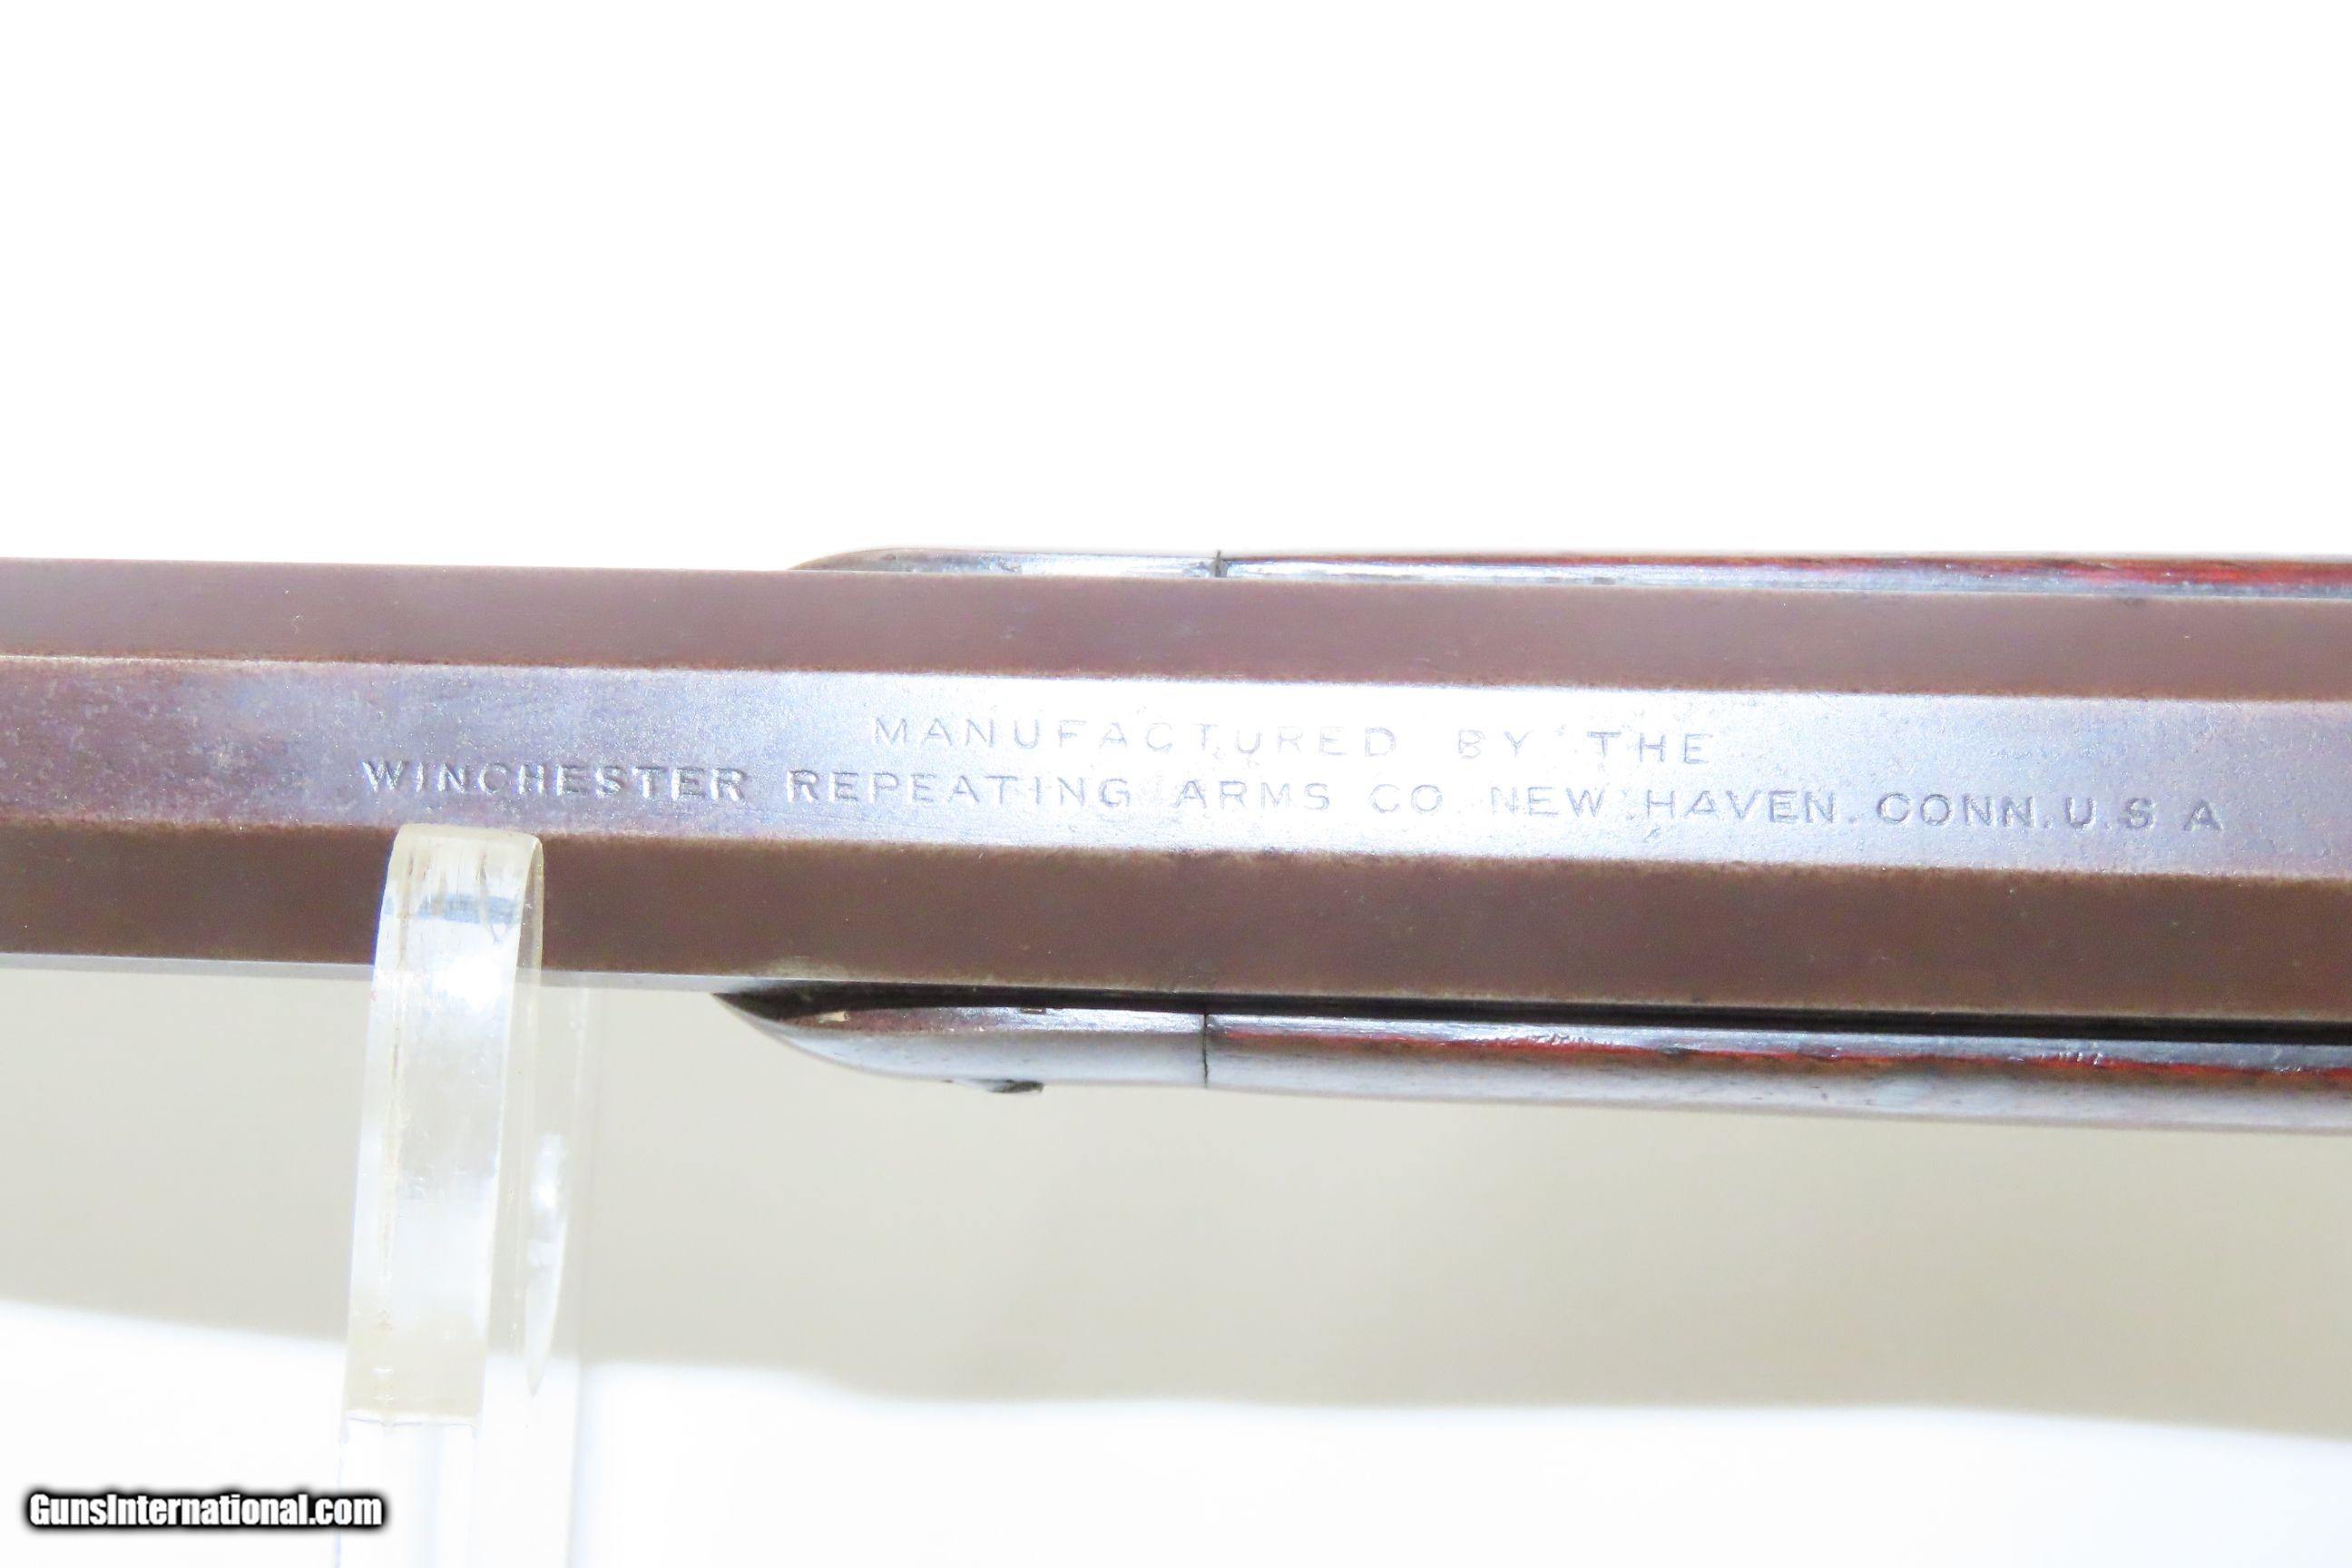 MANUFACTURED BY THE
WINCHESTER REPEATING ARMS CO. NEW HAVEN. CONN. U.S.A
GunsInternational.com